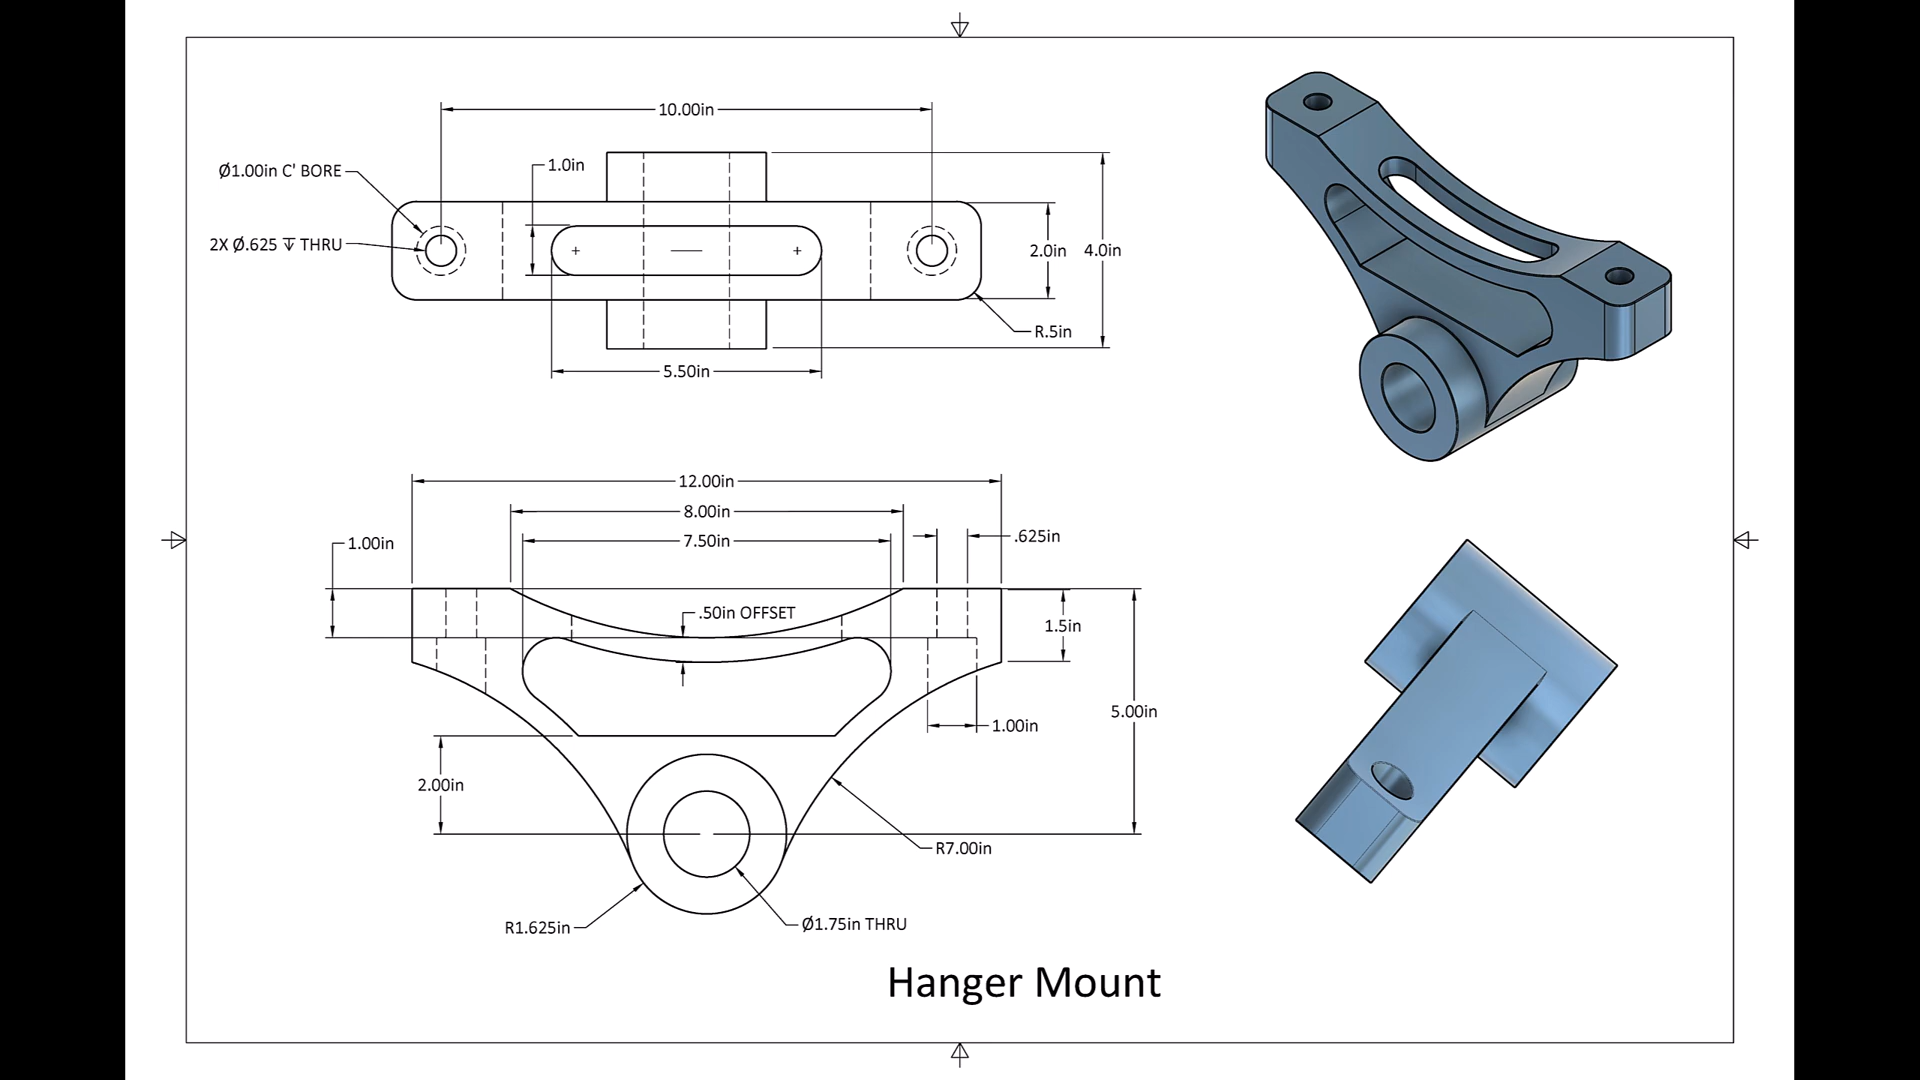 10.00in
1.0in
Ø1.00in C' BORE
2X Ø.625 ↧ THRU
2.0in
4.0in
R.5in
5.50in
12.00in
8.00in
7.50in
.625in
1.00in
.50in OFFSET
1.5in
5.00in
1.00in
2.00in
R7.00in
R1.625in
Ø1.75in THRU
Hanger Mount